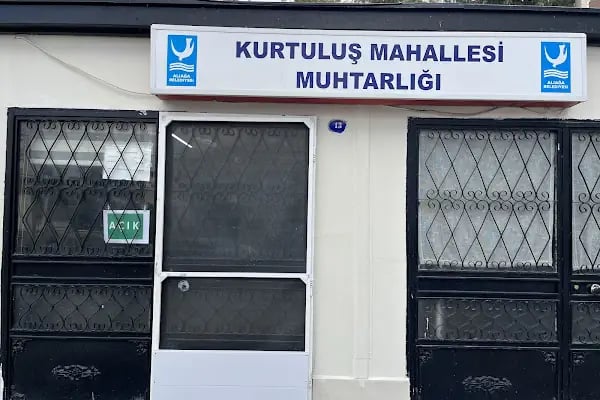 KURTULUŞ MAHALLESİ
MUHTARLIĞI
ALİAĞA
BELEDİYESİ
ALİAĞA
BELEDİYESİ
13
AÇIK